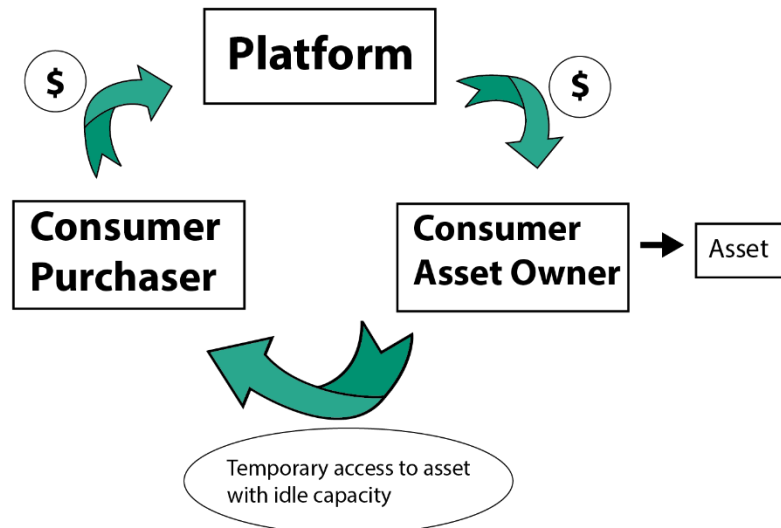 Platform
$
$
Consumer
Purchaser
Consumer
Asset Owner
Asset
Temporary access to asset
with idle capacity